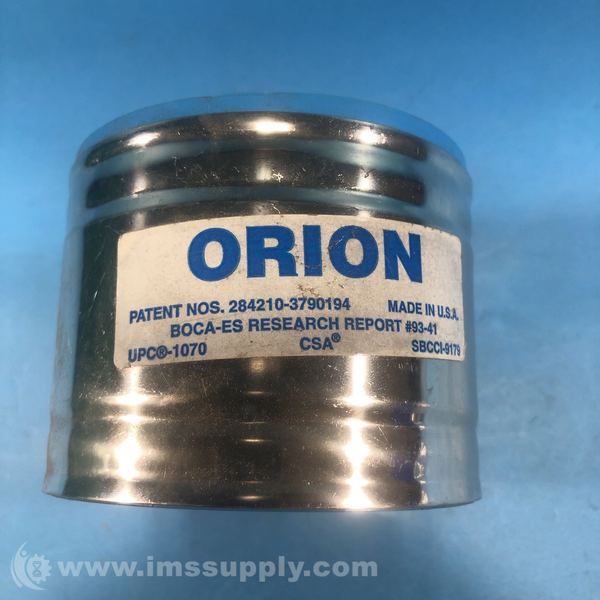 ORION
PATENT NOS. 284210-3790194 MADE IN U.S.A.
BOCA-ES RESEARCH REPORT #93-41
UPC®-1070 CSA® SBCCI-9179
www.imssupply.com